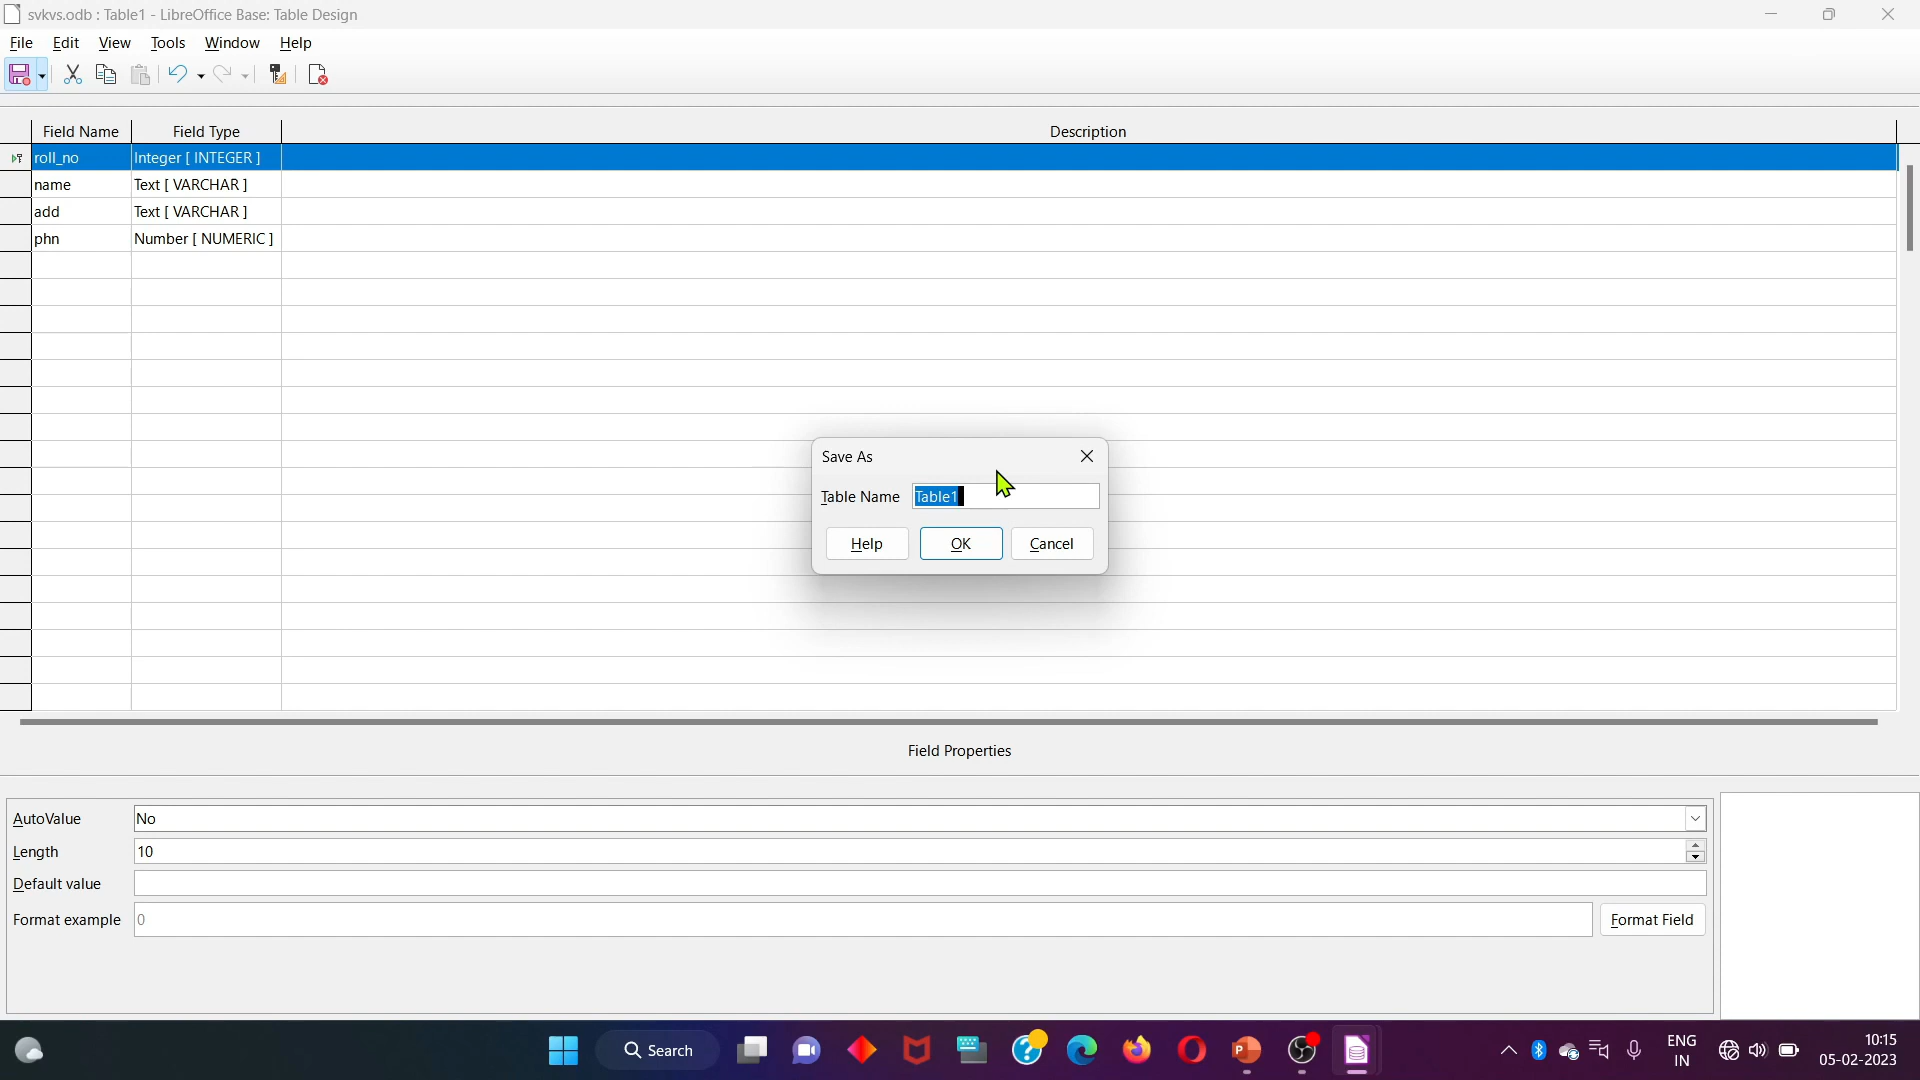 svkvs.odb : Table1 - LibreOffice Base: Table Design
File Edit View Tools Window Help
Field Name Field Type Description
roll_no Integer [ INTEGER ]
name Text [ VARCHAR ]
add Text [ VARCHAR ]
phn Number [ NUMERIC ]
Save As
Table Name Table1
Help OK Cancel
Field Properties
AutoValue No
Length 10
Default value
Format example 0 Format Field
Search
ENG
IN
10:15
05-02-2023